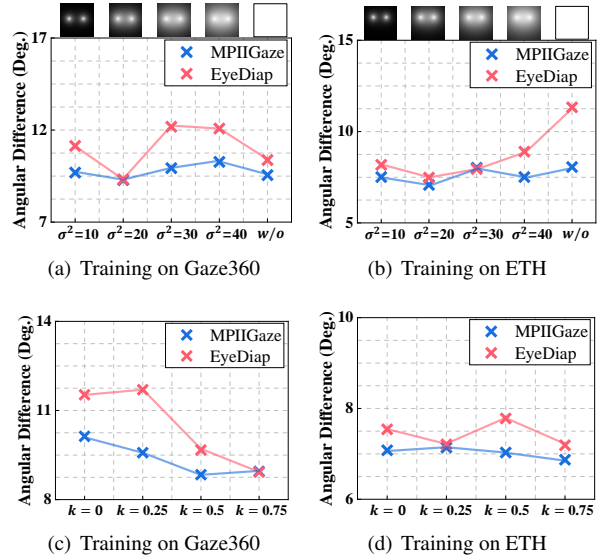 17
12
7
Angular Difference (Deg.)
MPIIGaze
EyeDiap
σ²=10 σ²=20 σ²=30 σ²=40 w/o
(a) Training on Gaze360
15
10
5
Angular Difference (Deg.)
MPIIGaze
EyeDiap
σ²=10 σ²=20 σ²=30 σ²=40 w/o
(b) Training on ETH
14
11
8
Angular Difference (Deg.)
MPIIGaze
EyeDiap
k = 0 k = 0.25 k = 0.5 k = 0.75
(c) Training on Gaze360
10
8
6
Angular Difference (Deg.)
MPIIGaze
EyeDiap
k = 0 k = 0.25 k = 0.5 k = 0.75
(d) Training on ETH